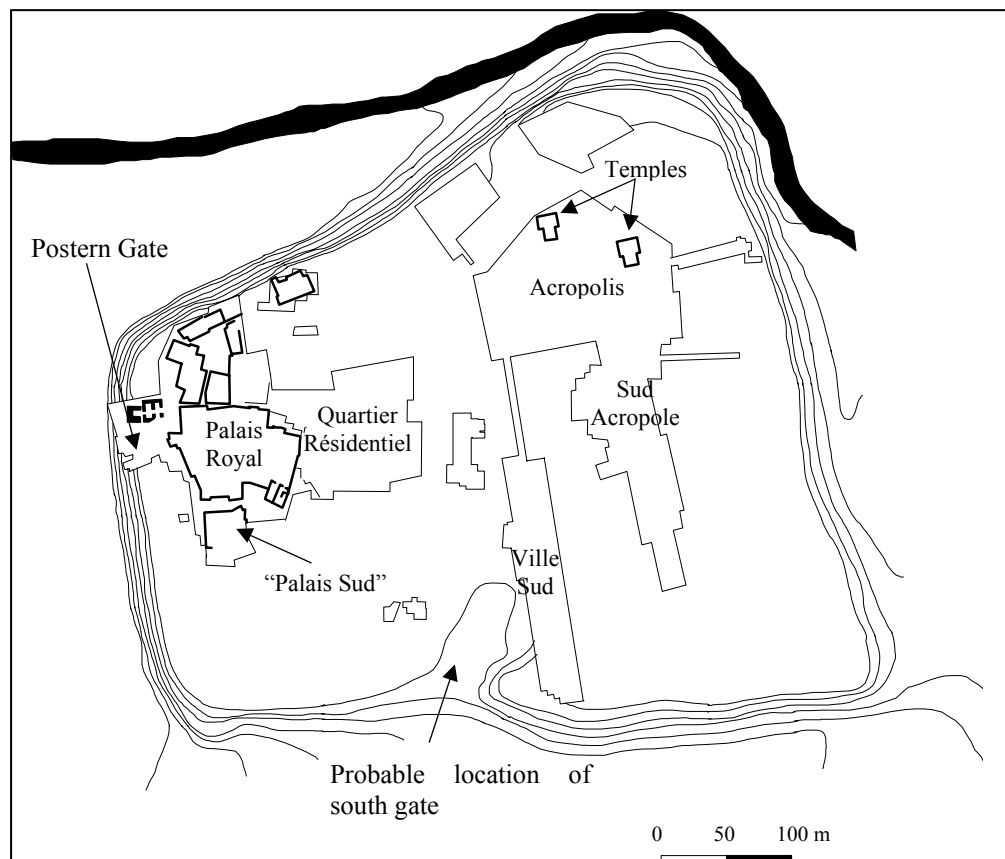 Temples
Postern Gate
Acropolis
Sud
Acropole
Quartier
Résidentiel
Palais
Royal
Ville
Sud
“Palais Sud”
Probable location of
south gate
0 50 100 m